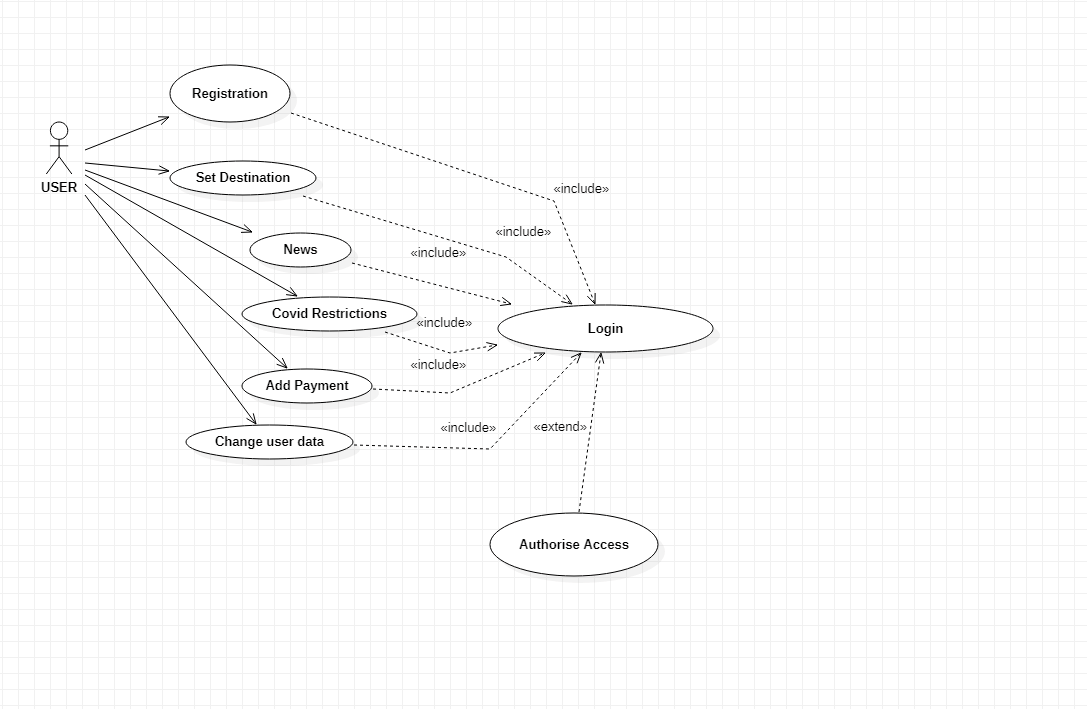 Registration
USER
«include»
Set Destination
«include»
News
«include»
Covid Restrictions
«include»
Login
«include»
Add Payment
«include»
«extend»
Change user data
Authorise Access